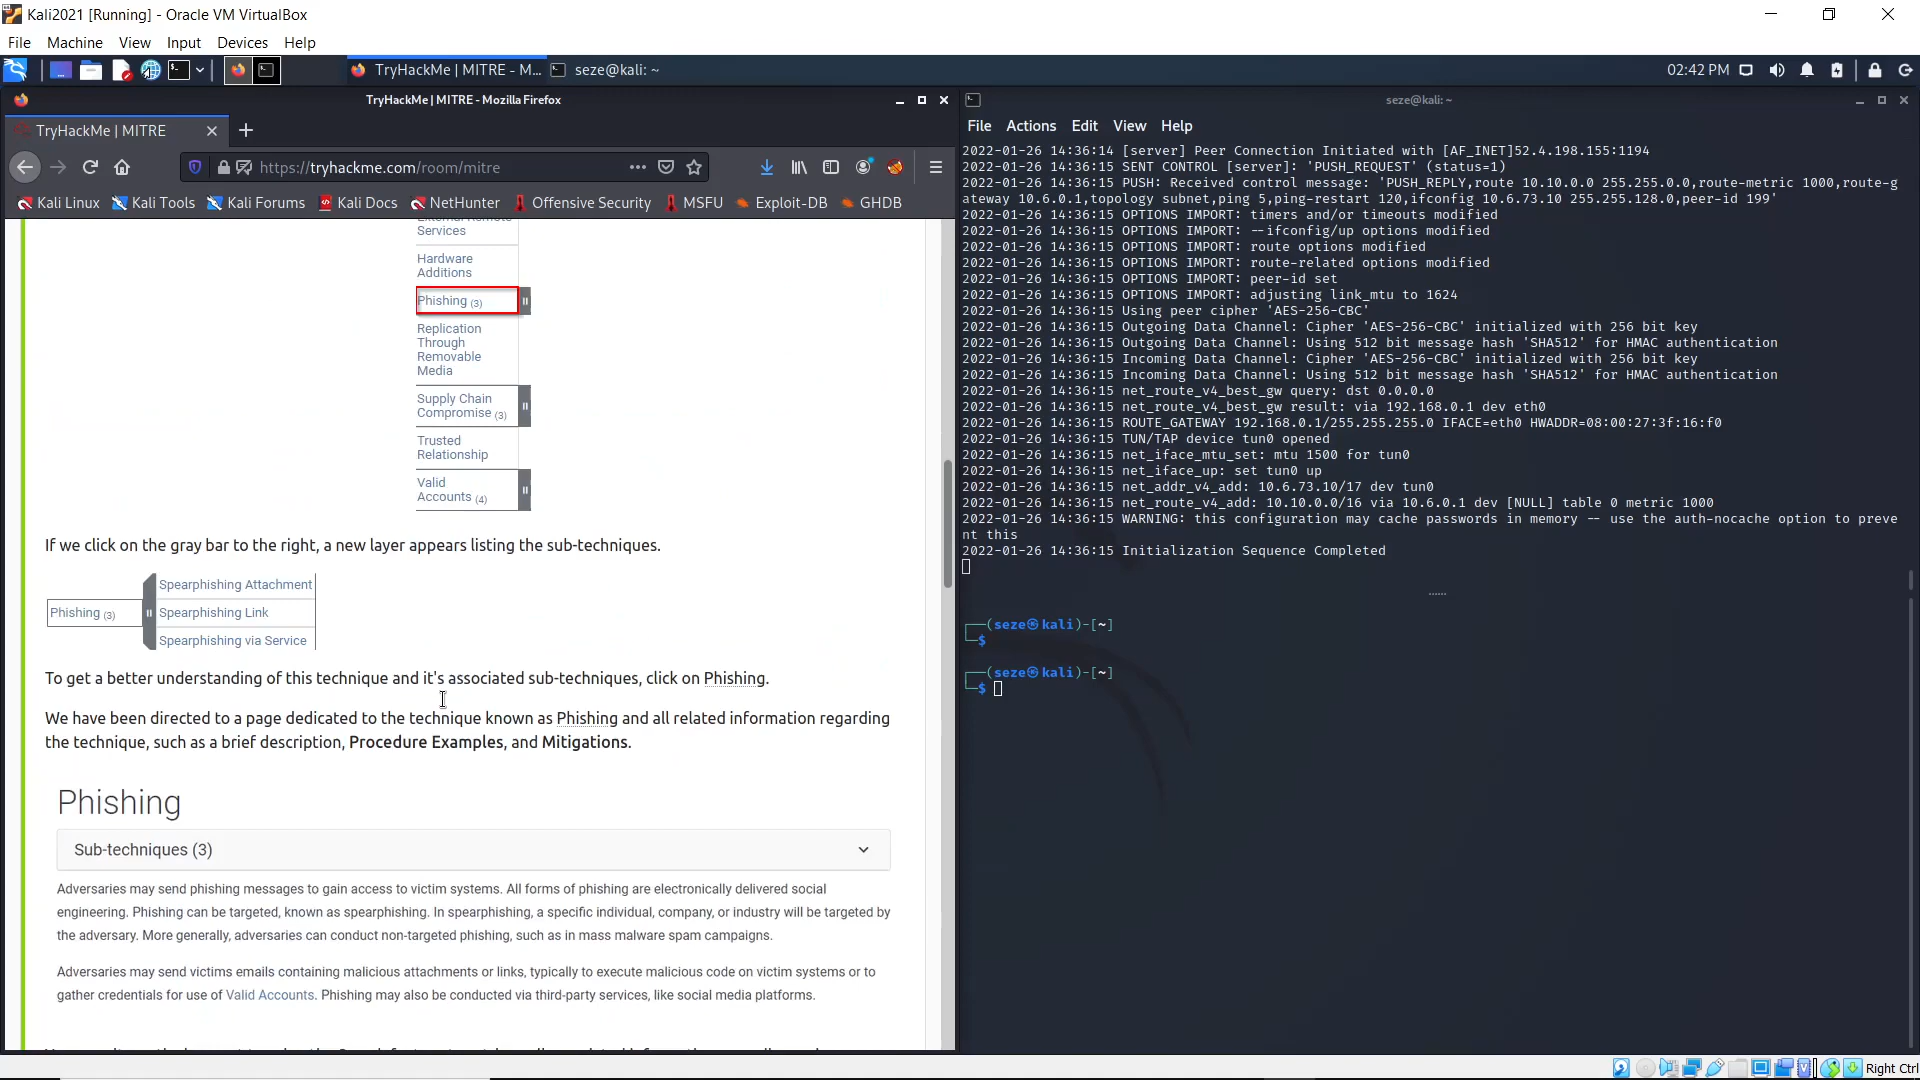 Kali2021 [Running] - Oracle VM VirtualBox
File Machine View Input Devices Help
TryHackMe | MITRE - M... seze@kali: ~ 02:42 PM
TryHackMe | MITRE - Mozilla Firefox
TryHackMe | MITRE
https://tryhackme.com/room/mitre
Kali Linux Kali Tools Kali Forums Kali Docs NetHunter Offensive Security MSFU Exploit-DB GHDB
External Remote
Services
Hardware
Additions
Phishing (3)
Replication
Through
Removable
Media
Supply Chain
Compromise (3)
Trusted
Relationship
Valid
Accounts (4)
If we click on the gray bar to the right, a new layer appears listing the sub-techniques.
Spearphishing Attachment
Phishing (3) Spearphishing Link
Spearphishing via Service
To get a better understanding of this technique and it's associated sub-techniques, click on Phishing.
We have been directed to a page dedicated to the technique known as Phishing and all related information regarding
the technique, such as a brief description, Procedure Examples, and Mitigations.
Phishing
Sub-techniques (3)
Adversaries may send phishing messages to gain access to victim systems. All forms of phishing are electronically delivered social
engineering. Phishing can be targeted, known as spearphishing. In spearphishing, a specific individual, company, or industry will be targeted by
the adversary. More generally, adversaries can conduct non-targeted phishing, such as in mass malware spam campaigns.
Adversaries may send victims emails containing malicious attachments or links, typically to execute malicious code on victim systems or to
gather credentials for use of Valid Accounts. Phishing may also be conducted via third-party services, like social media platforms.
seze@kali: ~
File Actions Edit View Help
2022-01-26 14:36:14 [server] Peer Connection Initiated with [AF_INET]52.4.198.155:1194
2022-01-26 14:36:15 SENT CONTROL [server]: 'PUSH_REQUEST' (status=1)
2022-01-26 14:36:15 PUSH: Received control message: 'PUSH_REPLY,route 10.10.0.0 255.255.0.0,route-metric 1000,route-g
ateway 10.6.0.1,topology subnet,ping 5,ping-restart 120,ifconfig 10.6.73.10 255.255.128.0,peer-id 199'
2022-01-26 14:36:15 OPTIONS IMPORT: timers and/or timeouts modified
2022-01-26 14:36:15 OPTIONS IMPORT: --ifconfig/up options modified
2022-01-26 14:36:15 OPTIONS IMPORT: route options modified
2022-01-26 14:36:15 OPTIONS IMPORT: route-related options modified
2022-01-26 14:36:15 OPTIONS IMPORT: peer-id set
2022-01-26 14:36:15 OPTIONS IMPORT: adjusting link_mtu to 1624
2022-01-26 14:36:15 Using peer cipher 'AES-256-CBC'
2022-01-26 14:36:15 Outgoing Data Channel: Cipher 'AES-256-CBC' initialized with 256 bit key
2022-01-26 14:36:15 Outgoing Data Channel: Using 512 bit message hash 'SHA512' for HMAC authentication
2022-01-26 14:36:15 Incoming Data Channel: Cipher 'AES-256-CBC' initialized with 256 bit key
2022-01-26 14:36:15 Incoming Data Channel: Using 512 bit message hash 'SHA512' for HMAC authentication
2022-01-26 14:36:15 net_route_v4_best_gw query: dst 0.0.0.0
2022-01-26 14:36:15 net_route_v4_best_gw result: via 192.168.0.1 dev eth0
2022-01-26 14:36:15 ROUTE_GATEWAY 192.168.0.1/255.255.255.0 IFACE=eth0 HWADDR=08:00:27:3f:16:f0
2022-01-26 14:36:15 TUN/TAP device tun0 opened
2022-01-26 14:36:15 net_iface_mtu_set: mtu 1500 for tun0
2022-01-26 14:36:15 net_iface_up: set tun0 up
2022-01-26 14:36:15 net_addr_v4_add: 10.6.73.10/17 dev tun0
2022-01-26 14:36:15 net_route_v4_add: 10.10.0.0/16 via 10.6.0.1 dev [NULL] table 0 metric 1000
2022-01-26 14:36:15 WARNING: this configuration may cache passwords in memory -- use the auth-nocache option to preve
nt this
2022-01-26 14:36:15 Initialization Sequence Completed
┌──(seze㉿kali)-[~]
└─$
┌──(seze㉿kali)-[~]
└─$
Right Ctrl